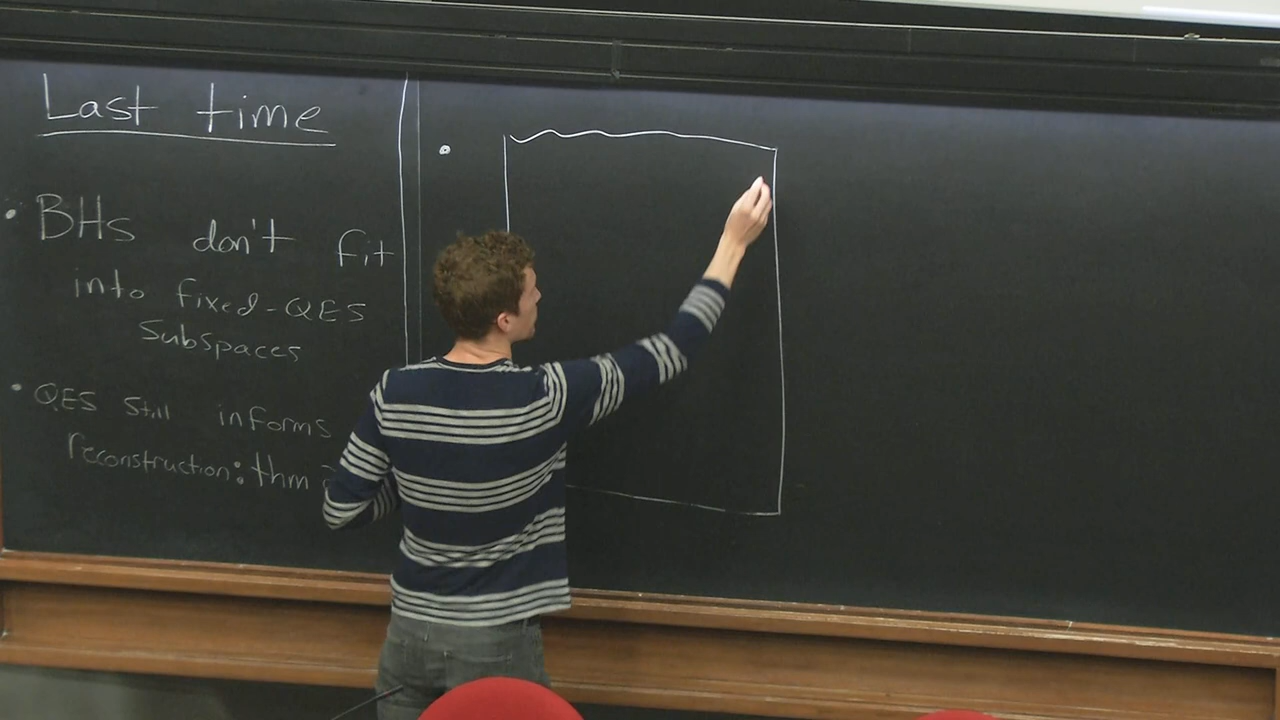 Last time
• BHs don't fit
into fixed-QES
Subspaces
• QES still informs
reconstruction: thm